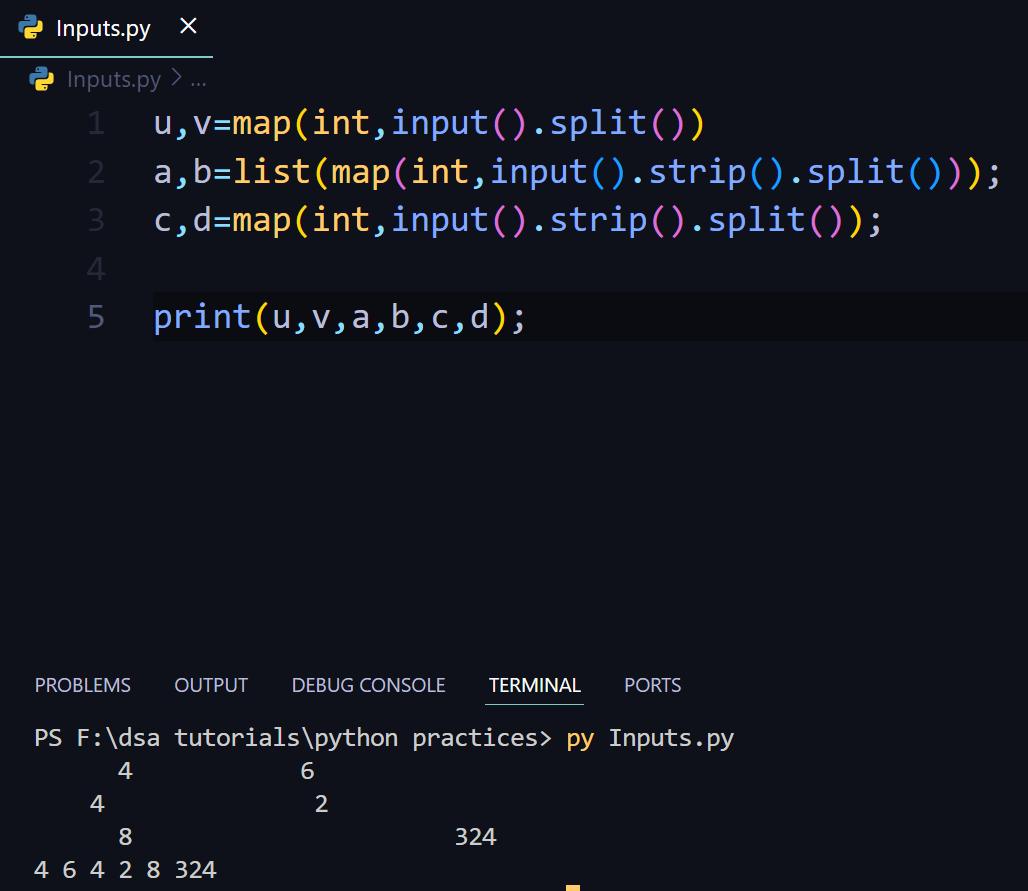 Inputs.py ×
Inputs.py > ...
1 u,v=map(int,input().split())
2 a,b=list(map(int,input().strip().split()));
3 c,d=map(int,input().strip().split());
4
5 print(u,v,a,b,c,d);
PROBLEMS OUTPUT DEBUG CONSOLE TERMINAL PORTS
PS F:\dsa tutorials\python practices> py Inputs.py
4 6
4 2
8 324
4 6 4 2 8 324